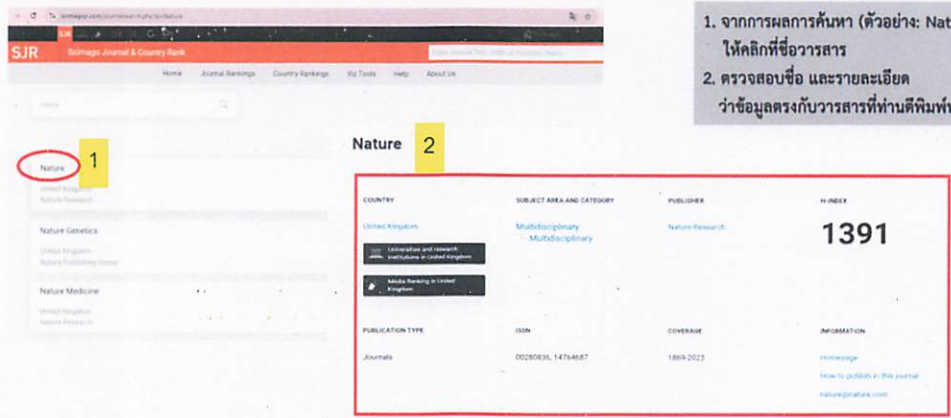 scimagojr.com/journalsearch.php?q=Nature
SJR
SJR Scimago Journal & Country Rank
Home Journal Rankings Country Rankings Viz Tools Help About Us
nature
1. จากการผลการค้นหา (ตัวอย่าง: Nat
ให้คลิกที่ชื่อวารสาร
2. ตรวจสอบชื่อ และรายละเอียด
ว่าข้อมูลตรงกับวารสารที่ท่านตีพิมพ์
Nature 1
United Kingdom
Nature Research
Nature Genetics
United Kingdom
Nature Publishing Group
Nature Medicine
United Kingdom
Nature Research
Nature 2
COUNTRY SUBJECT AREA AND CATEGORY PUBLISHER H-INDEX
United Kingdom Multidisciplinary Nature Research 1391
Multidisciplinary
Universities and research
institutions in United Kingdom
Media Ranking in United
Kingdom
PUBLICATION TYPE ISSN COVERAGE INFORMATION
Journals 00280836, 14764687 1869-2023 Homepage
How to publish in this journal
nature@nature.com